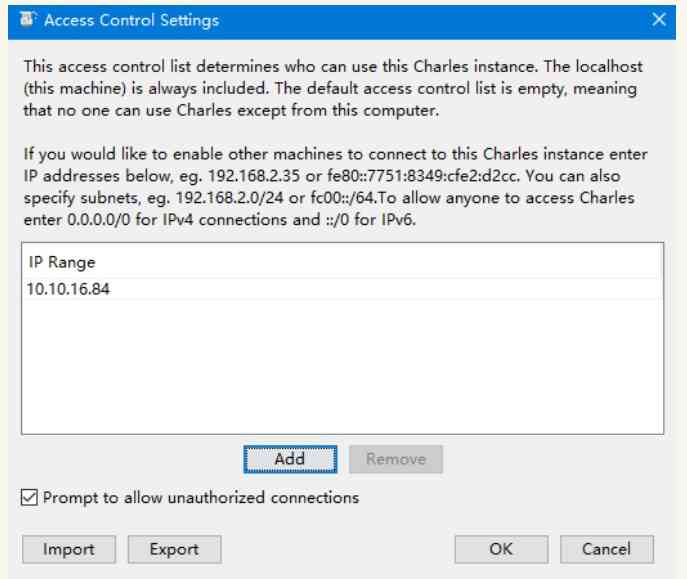 Access Control Settings
This access control list determines who can use this Charles instance. The localhost
(this machine) is always included. The default access control list is empty, meaning
that no one can use Charles except from this computer.
If you would like to enable other machines to connect to this Charles instance enter
IP addresses below, eg. 192.168.2.35 or fe80::7751:8349:cfe2:d2cc. You can also
specify subnets, eg. 192.168.2.0/24 or fc00::/64.To allow anyone to access Charles
enter 0.0.0.0/0 for IPv4 connections and ::/0 for IPv6.
IP Range
10.10.16.84
Add Remove
Prompt to allow unauthorized connections
Import Export OK Cancel